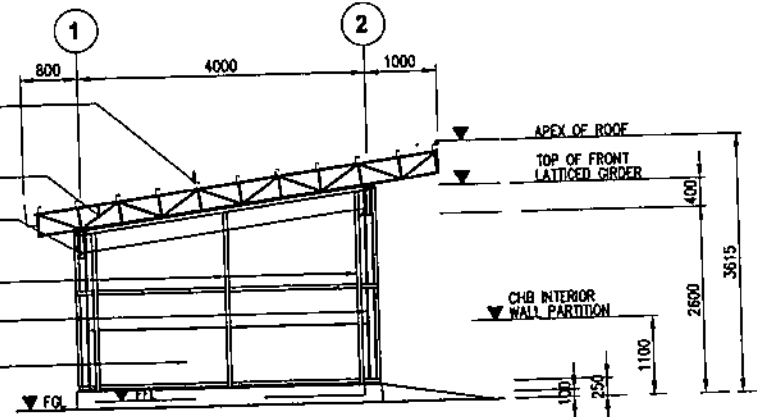 1
2
800
4000
1000
APEX OF ROOF
TOP OF FRONT
LATTICED GIRDER
400
3615
2600
CHB INTERIOR
WALL PARTITION
1100
100
250
FGL
FFL